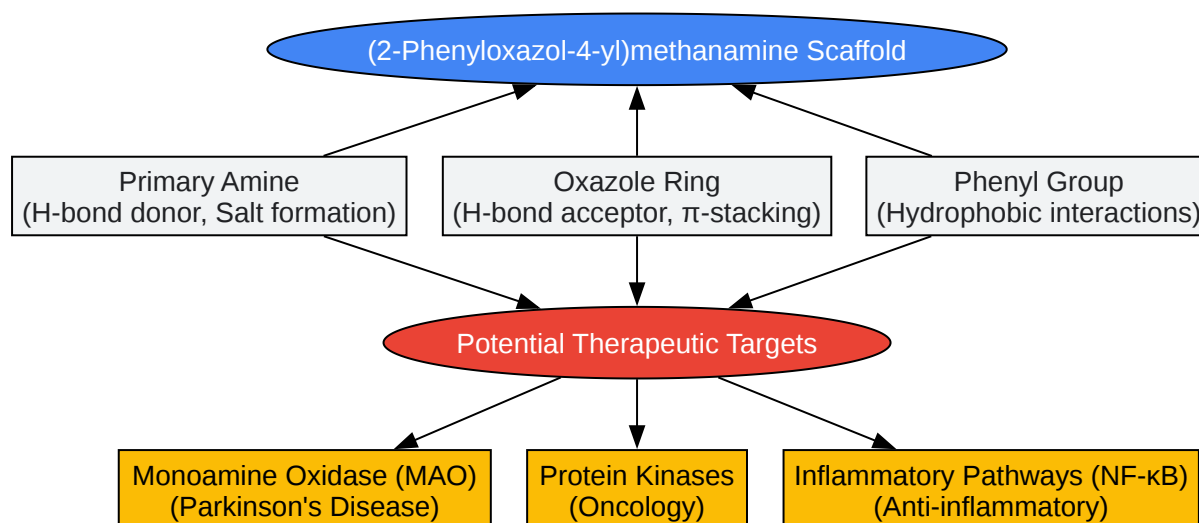 (2-Phenyloxazol-4-yl)methanamine Scaffold
Primary Amine
(H-bond donor, Salt formation)
Oxazole Ring
(H-bond acceptor, π-stacking)
Phenyl Group
(Hydrophobic interactions)
Potential Therapeutic Targets
Monoamine Oxidase (MAO)
(Parkinson's Disease)
Protein Kinases
(Oncology)
Inflammatory Pathways (NF-κB)
(Anti-inflammatory)